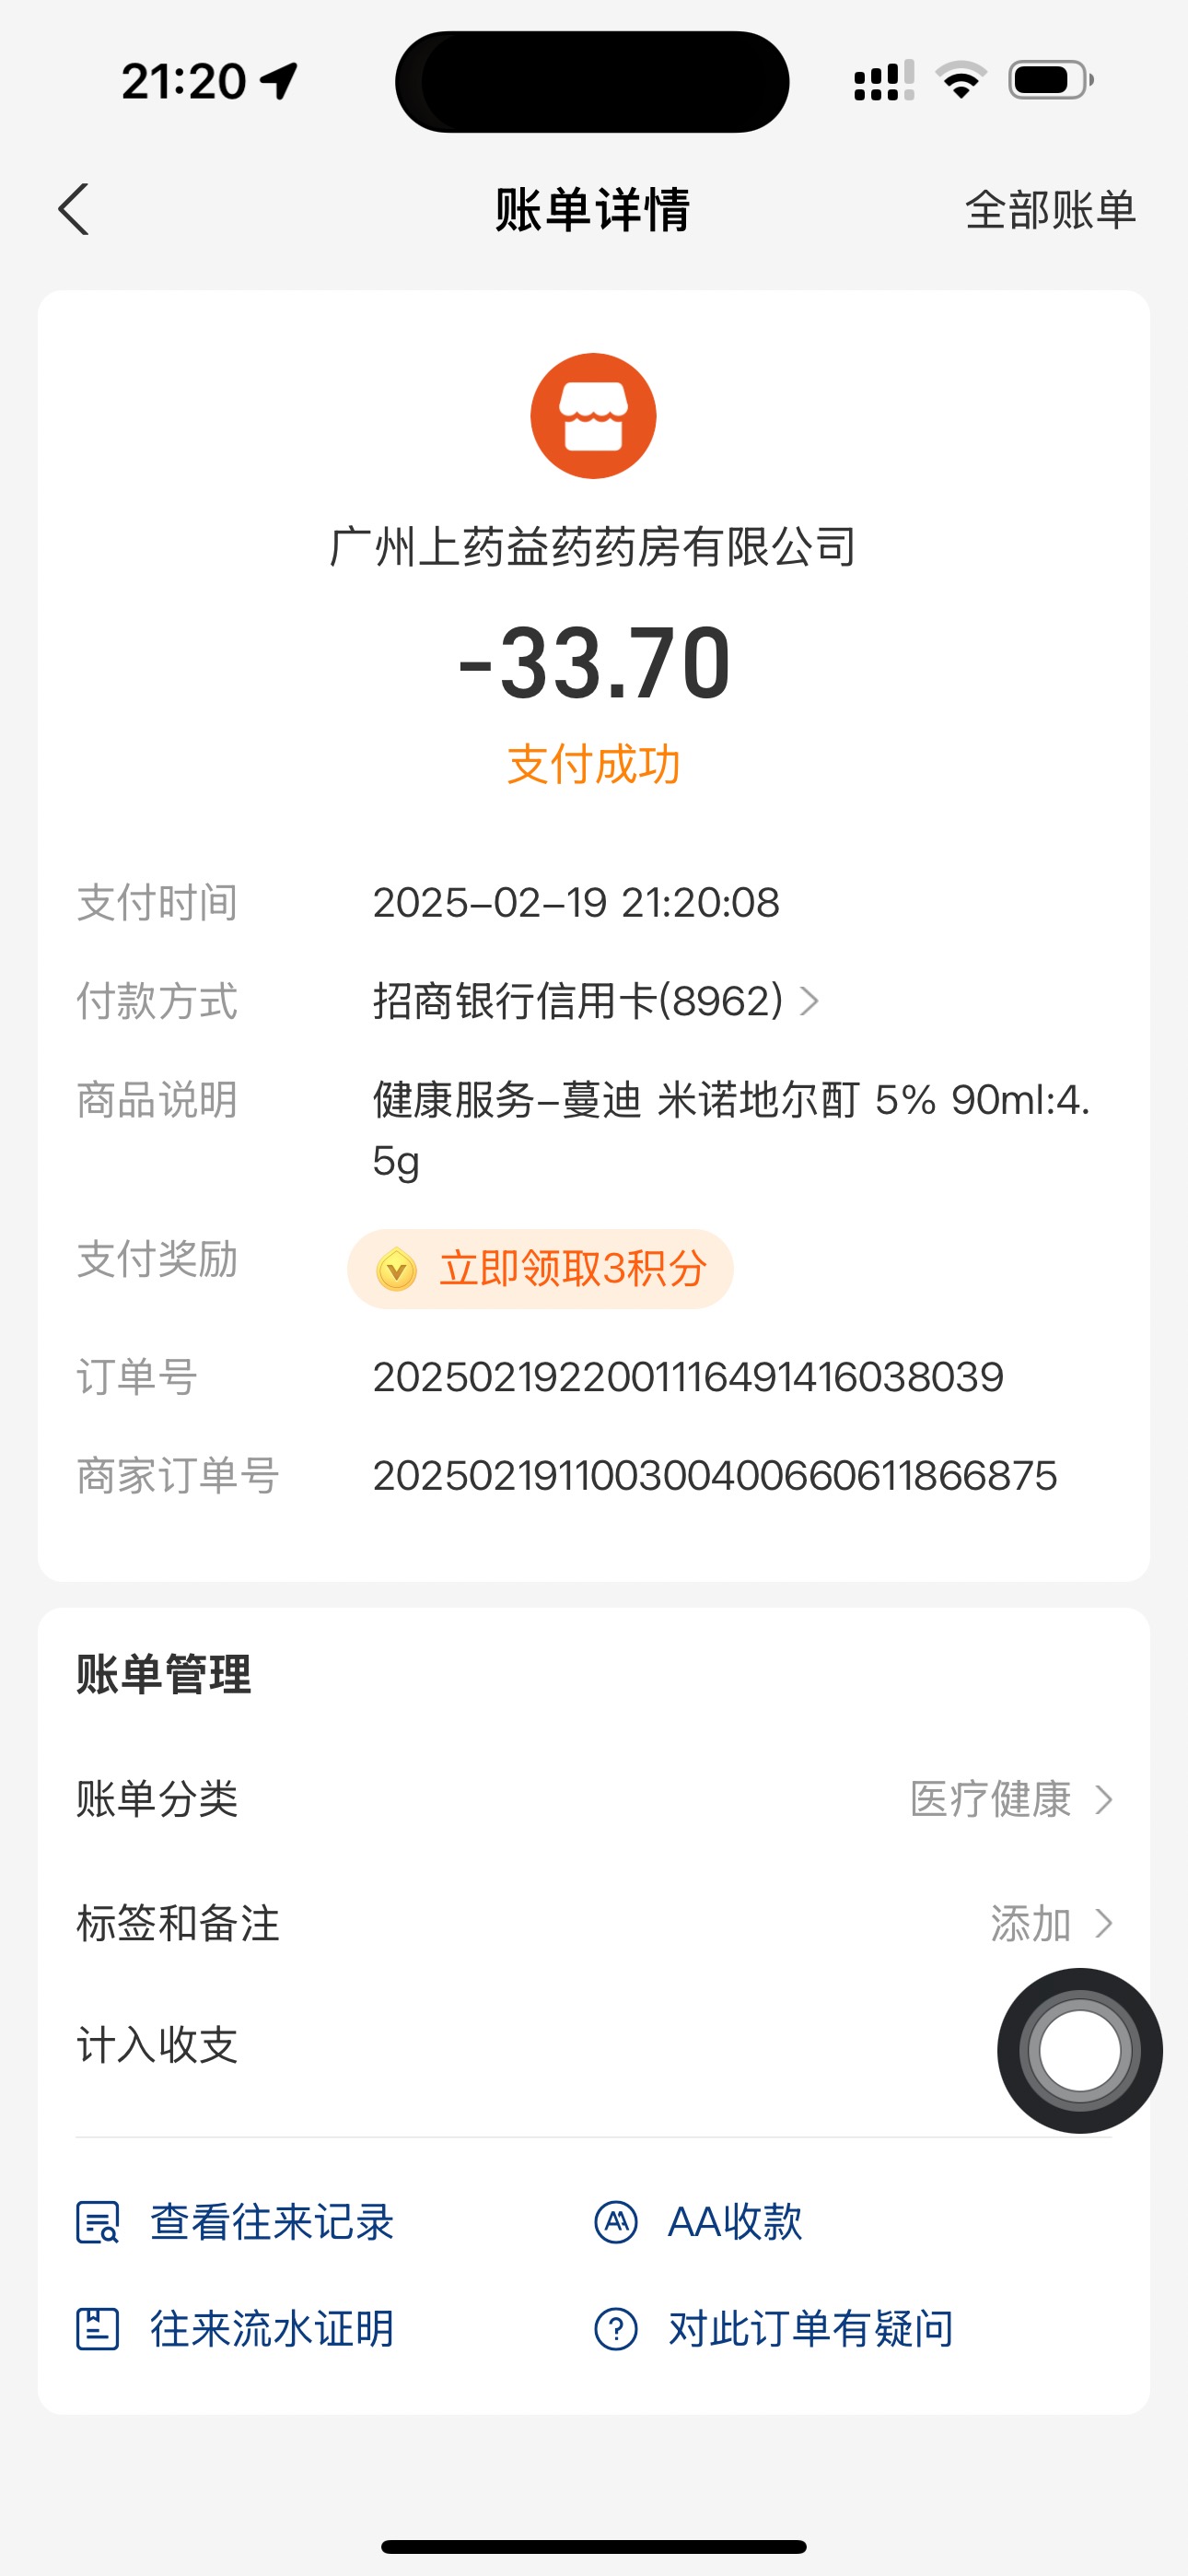 21:20
账单详情
全部账单
广州上药益药药房有限公司
-33.70
支付成功
支付时间 2025-02-19 21:20:08
付款方式 招商银行信用卡(8962)
商品说明 健康服务-蔓迪 米诺地尔酊 5% 90ml:4.
5g
支付奖励 立即领取3积分
订单号 2025021922001116491416038039
商家订单号 2025021911003004006606118668​75
账单管理
账单分类 医疗健康
标签和备注 添加
计入收支
查看往来记录 AA收款
往来流水证明 对此订单有疑问